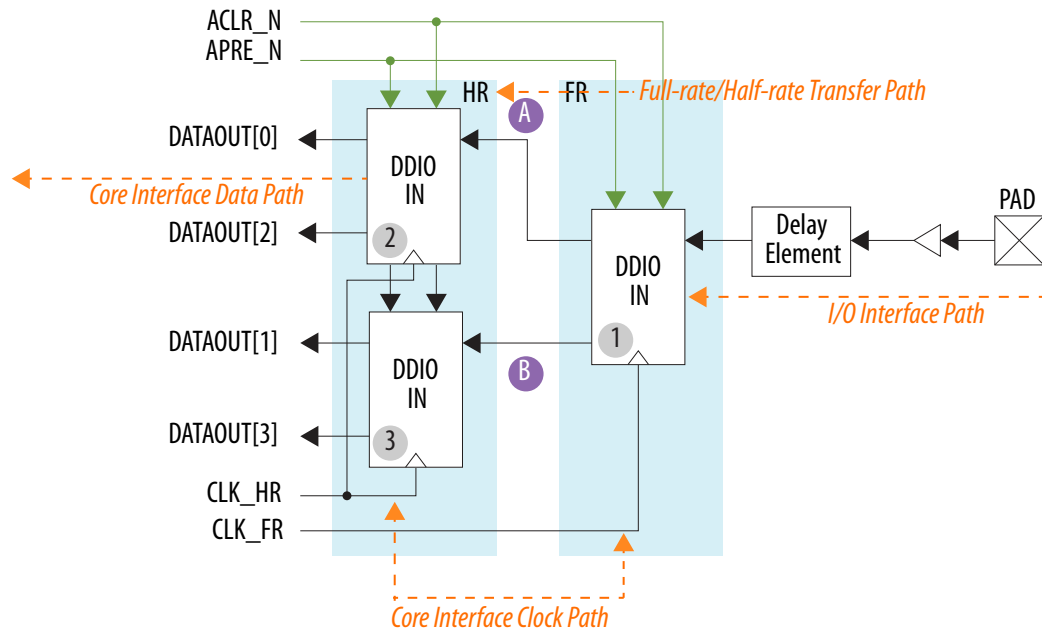 ACLR_N
APRE_N
HR
FR
Full-rate/Half-rate Transfer Path
A
DATAOUT[0]
DDIO
IN
Core Interface Data Path
DATAOUT[2]
2
PAD
Delay
Element
DDIO
IN
I/O Interface Path
1
DATAOUT[1]
DDIO
IN
B
DATAOUT[3]
3
CLK_HR
CLK_FR
Core Interface Clock Path